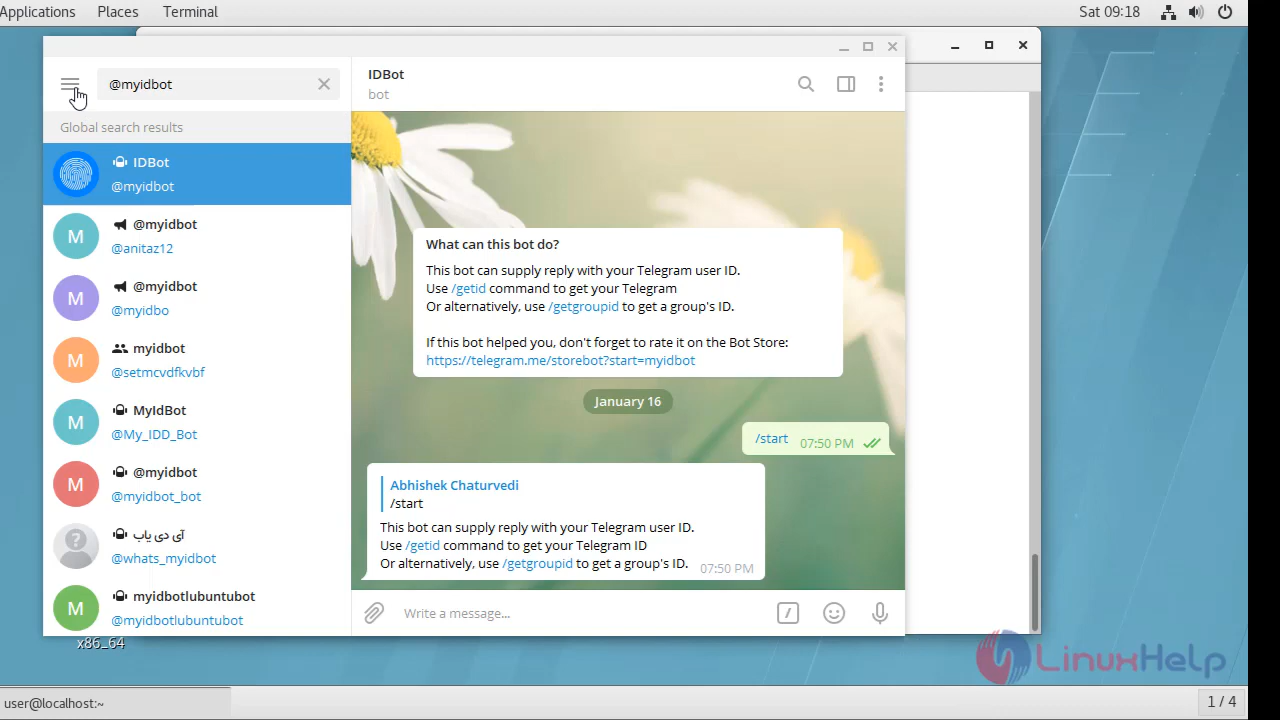 Applications Places Terminal Sat 09:18
@myidbot
Global search results
IDBot
@myidbot
M
@myidbot
@anitaz12
M
@myidbot
@myidbo
M
myidbot
@setmcvdfkvbf
M
MyIdBot
@My_IDD_Bot
M
@myidbot
@myidbot_bot
?
آی دی یاب
@whats_myidbot
M
myidbotlubuntubot
@myidbotlubuntubot
IDBot
bot
What can this bot do?
This bot can supply reply with your Telegram user ID.
Use /getid command to get your Telegram
Or alternatively, use /getgroupid to get a group's ID.
If this bot helped you, don't forget to rate it on the Bot Store:
https://telegram.me/storebot?start=myidbot
January 16
/start 07:50 PM
Abhishek Chaturvedi
/start
This bot can supply reply with your Telegram user ID.
Use /getid command to get your Telegram ID
Or alternatively, use /getgroupid to get a group's ID. 07:50 PM
Write a message...
/
x86_64
LinuxHelp
user@localhost:~
1 / 4